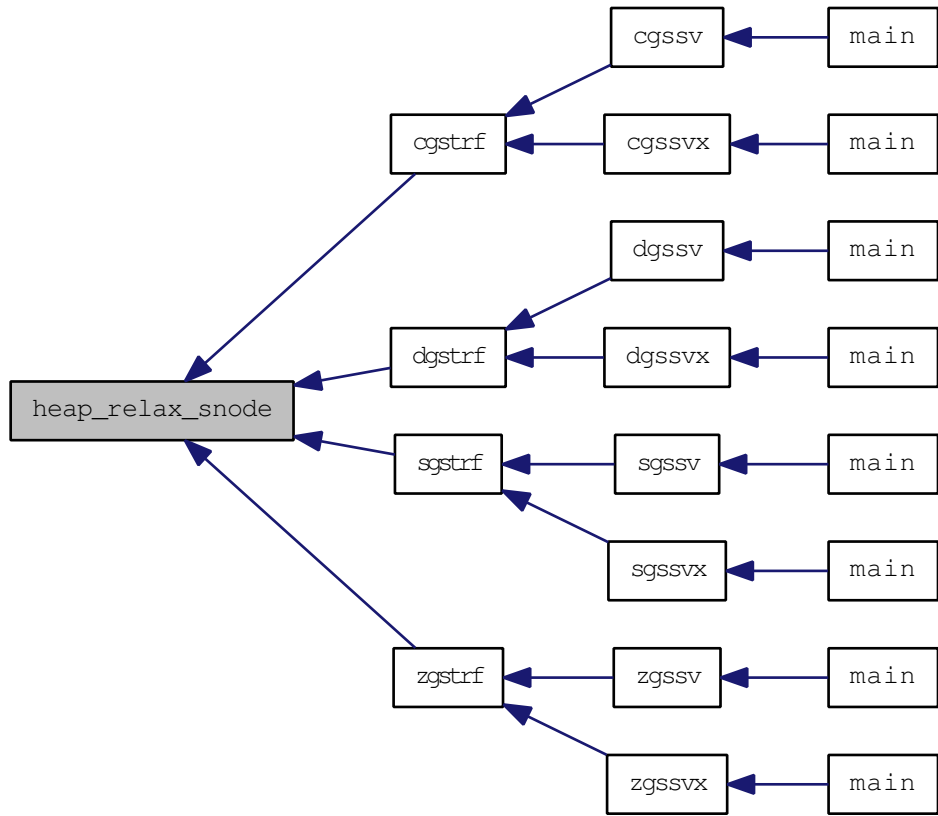 cgssv
main
cgstrf
cgssvx
main
dgssv
main
dgstrf
dgssvx
main
heap_relax_snode
sgstrf
sgssv
main
sgssvx
main
zgstrf
zgssv
main
zgssvx
main